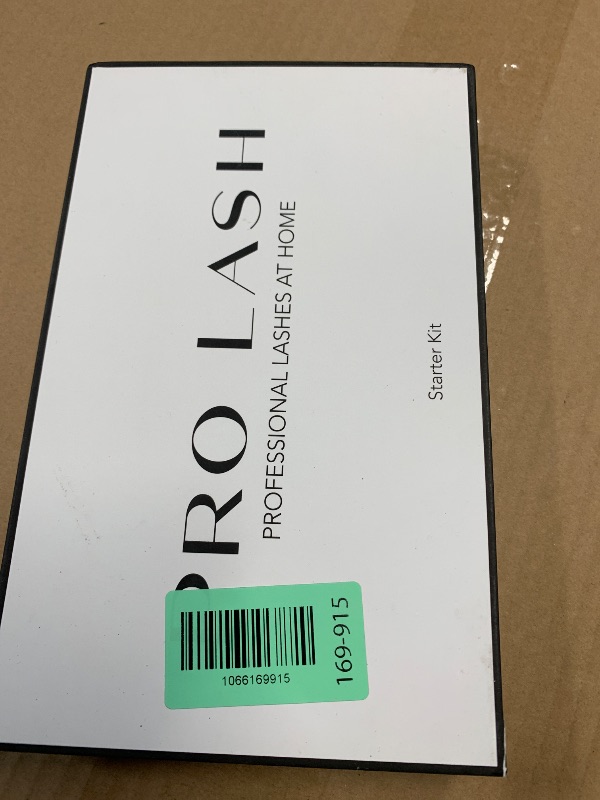 PRO LASH
PROFESSIONAL LASHES AT HOME
Starter Kit
1066169915
169-915